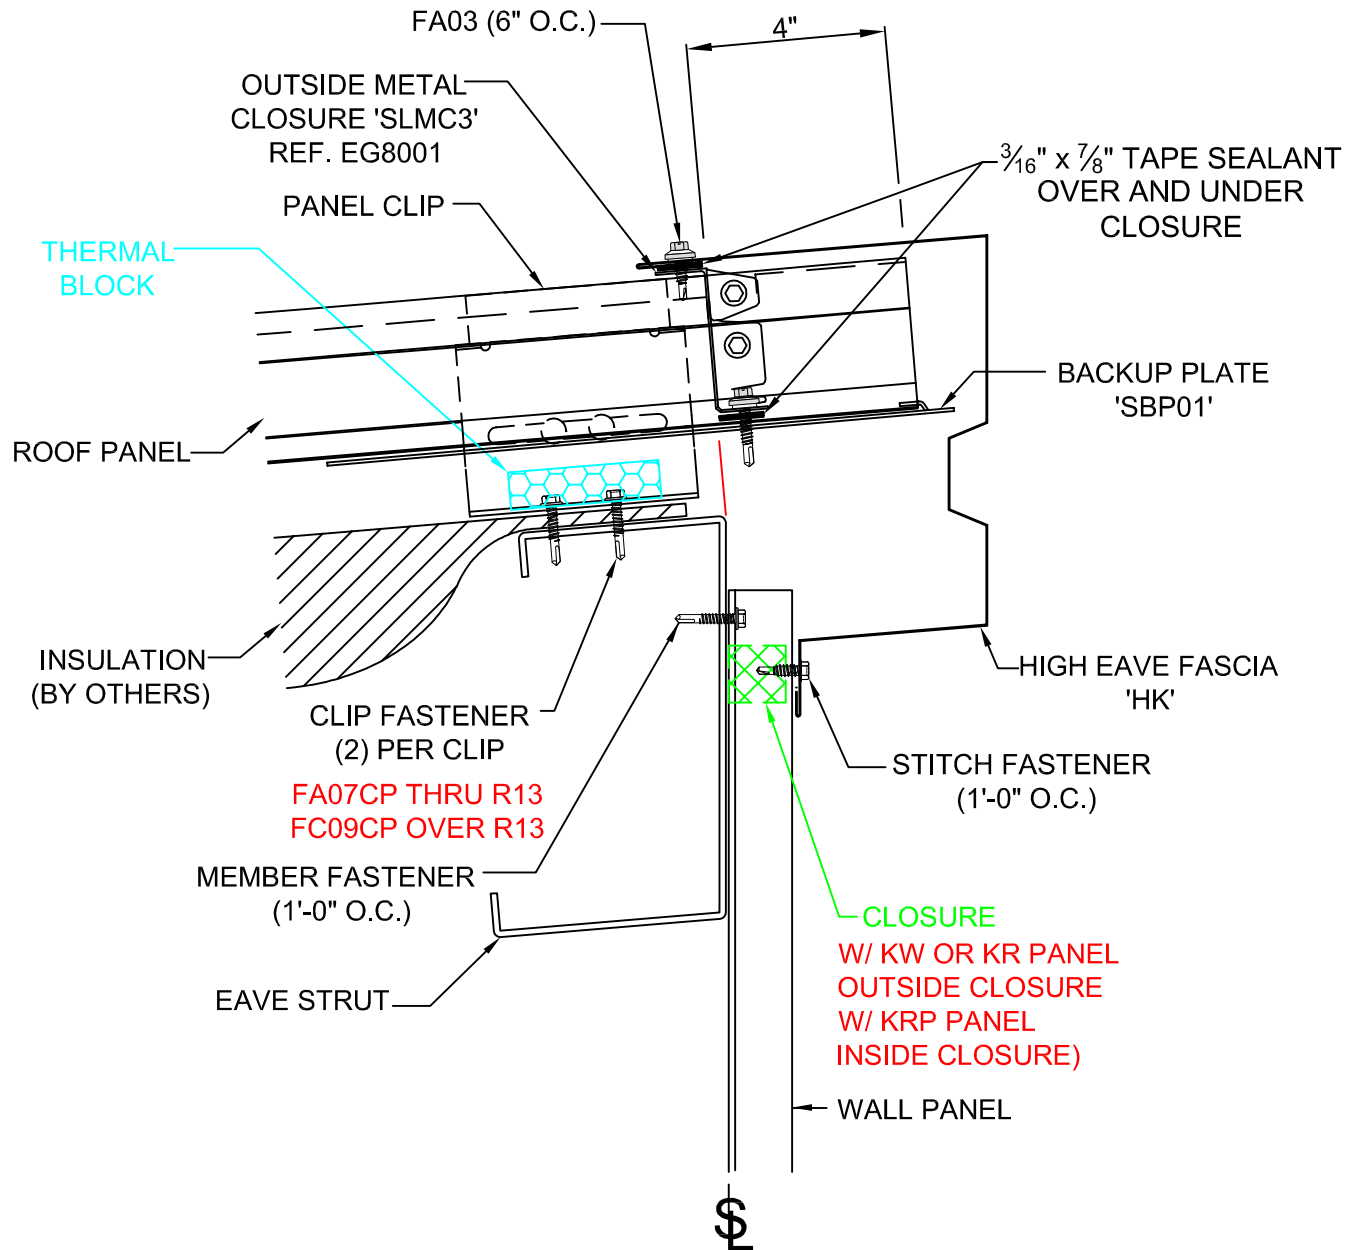 FA03 (6" O.C.)
4"
OUTSIDE METAL
CLOSURE 'SLMC3'
REF. EG8001
3/16" x 7/8" TAPE SEALANT
OVER AND UNDER
CLOSURE
PANEL CLIP
THERMAL
BLOCK
BACKUP PLATE
'SBP01'
ROOF PANEL
INSULATION
(BY OTHERS)
HIGH EAVE FASCIA
'HK'
CLIP FASTENER
(2) PER CLIP
FA07CP THRU R13
FC09CP OVER R13
STITCH FASTENER
(1'-0" O.C.)
MEMBER FASTENER
(1'-0" O.C.)
CLOSURE
W/ KW OR KR PANEL
OUTSIDE CLOSURE
W/ KRP PANEL
INSIDE CLOSURE)
EAVE STRUT
WALL PANEL